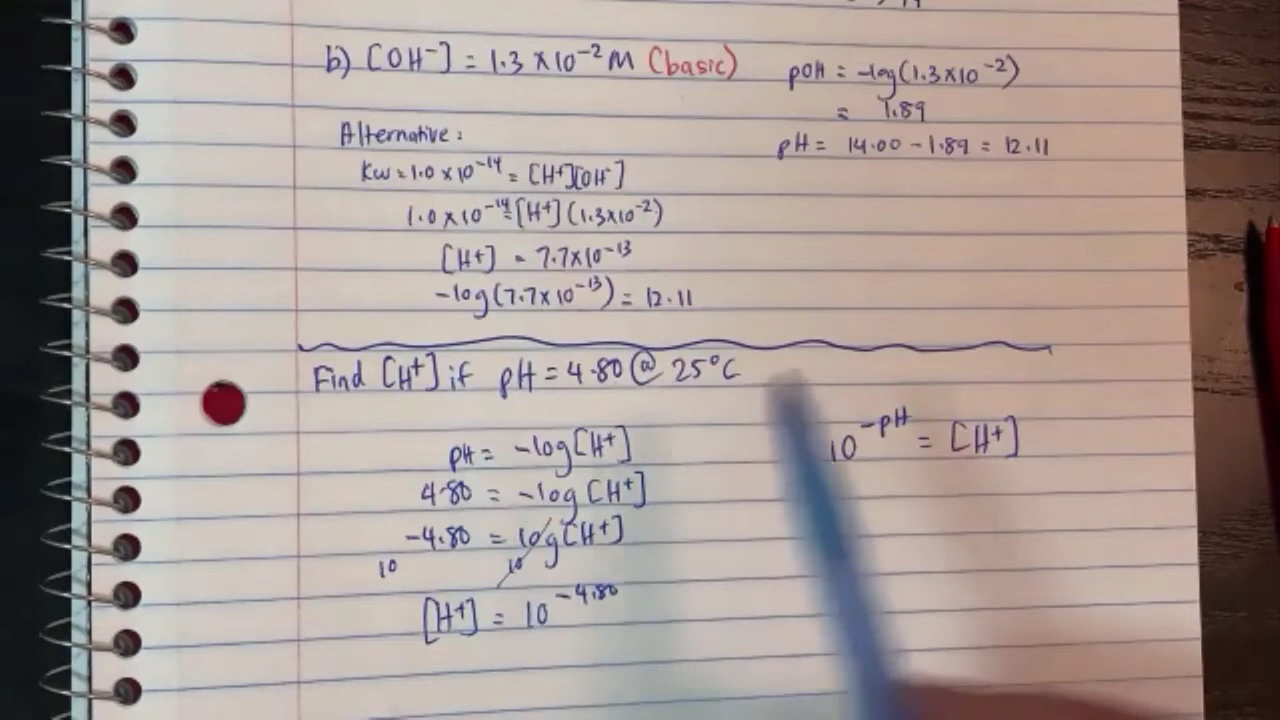 b) [OH⁻] = 1.3 x 10⁻² M (basic)
pOH = -log(1.3x10⁻²)
= 1.89
pH = 14.00 - 1.89 = 12.11
Alternative:
Kw = 1.0 x 10⁻¹⁴ = [H+][OH⁻]
1.0 x 10⁻¹⁴ = [H+] (1.3x10⁻²)
[H+] = 7.7x10⁻¹³
-log(7.7x10⁻¹³) = 12.11
Find [H⁺] if pH = 4.80 @ 25°C
pH = -log[H⁺]
4.80 = -log[H⁺]
-4.80 = log[H⁺]
10 10
[H⁺] = 10⁻⁴·⁸⁰
10⁻ᵖᴴ = [H⁺]